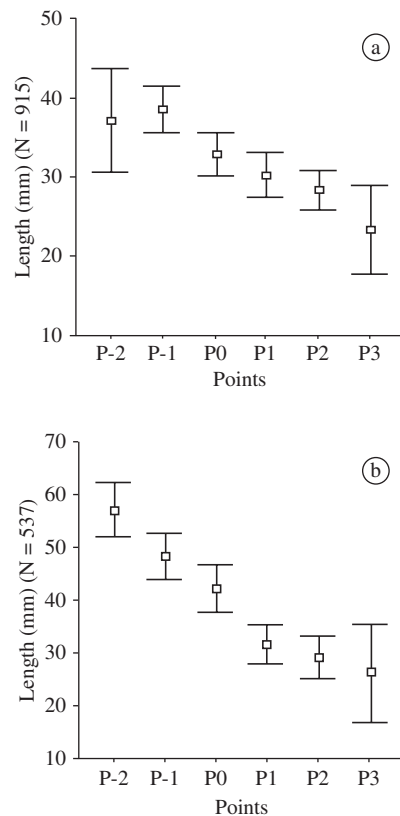 50
40
30
20
10
Length (mm) (N = 915)
a
P-2 P-1 P0 P1 P2 P3
Points
70
60
50
40
30
20
10
Length (mm) (N = 537)
b
P-2 P-1 P0 P1 P2 P3
Points